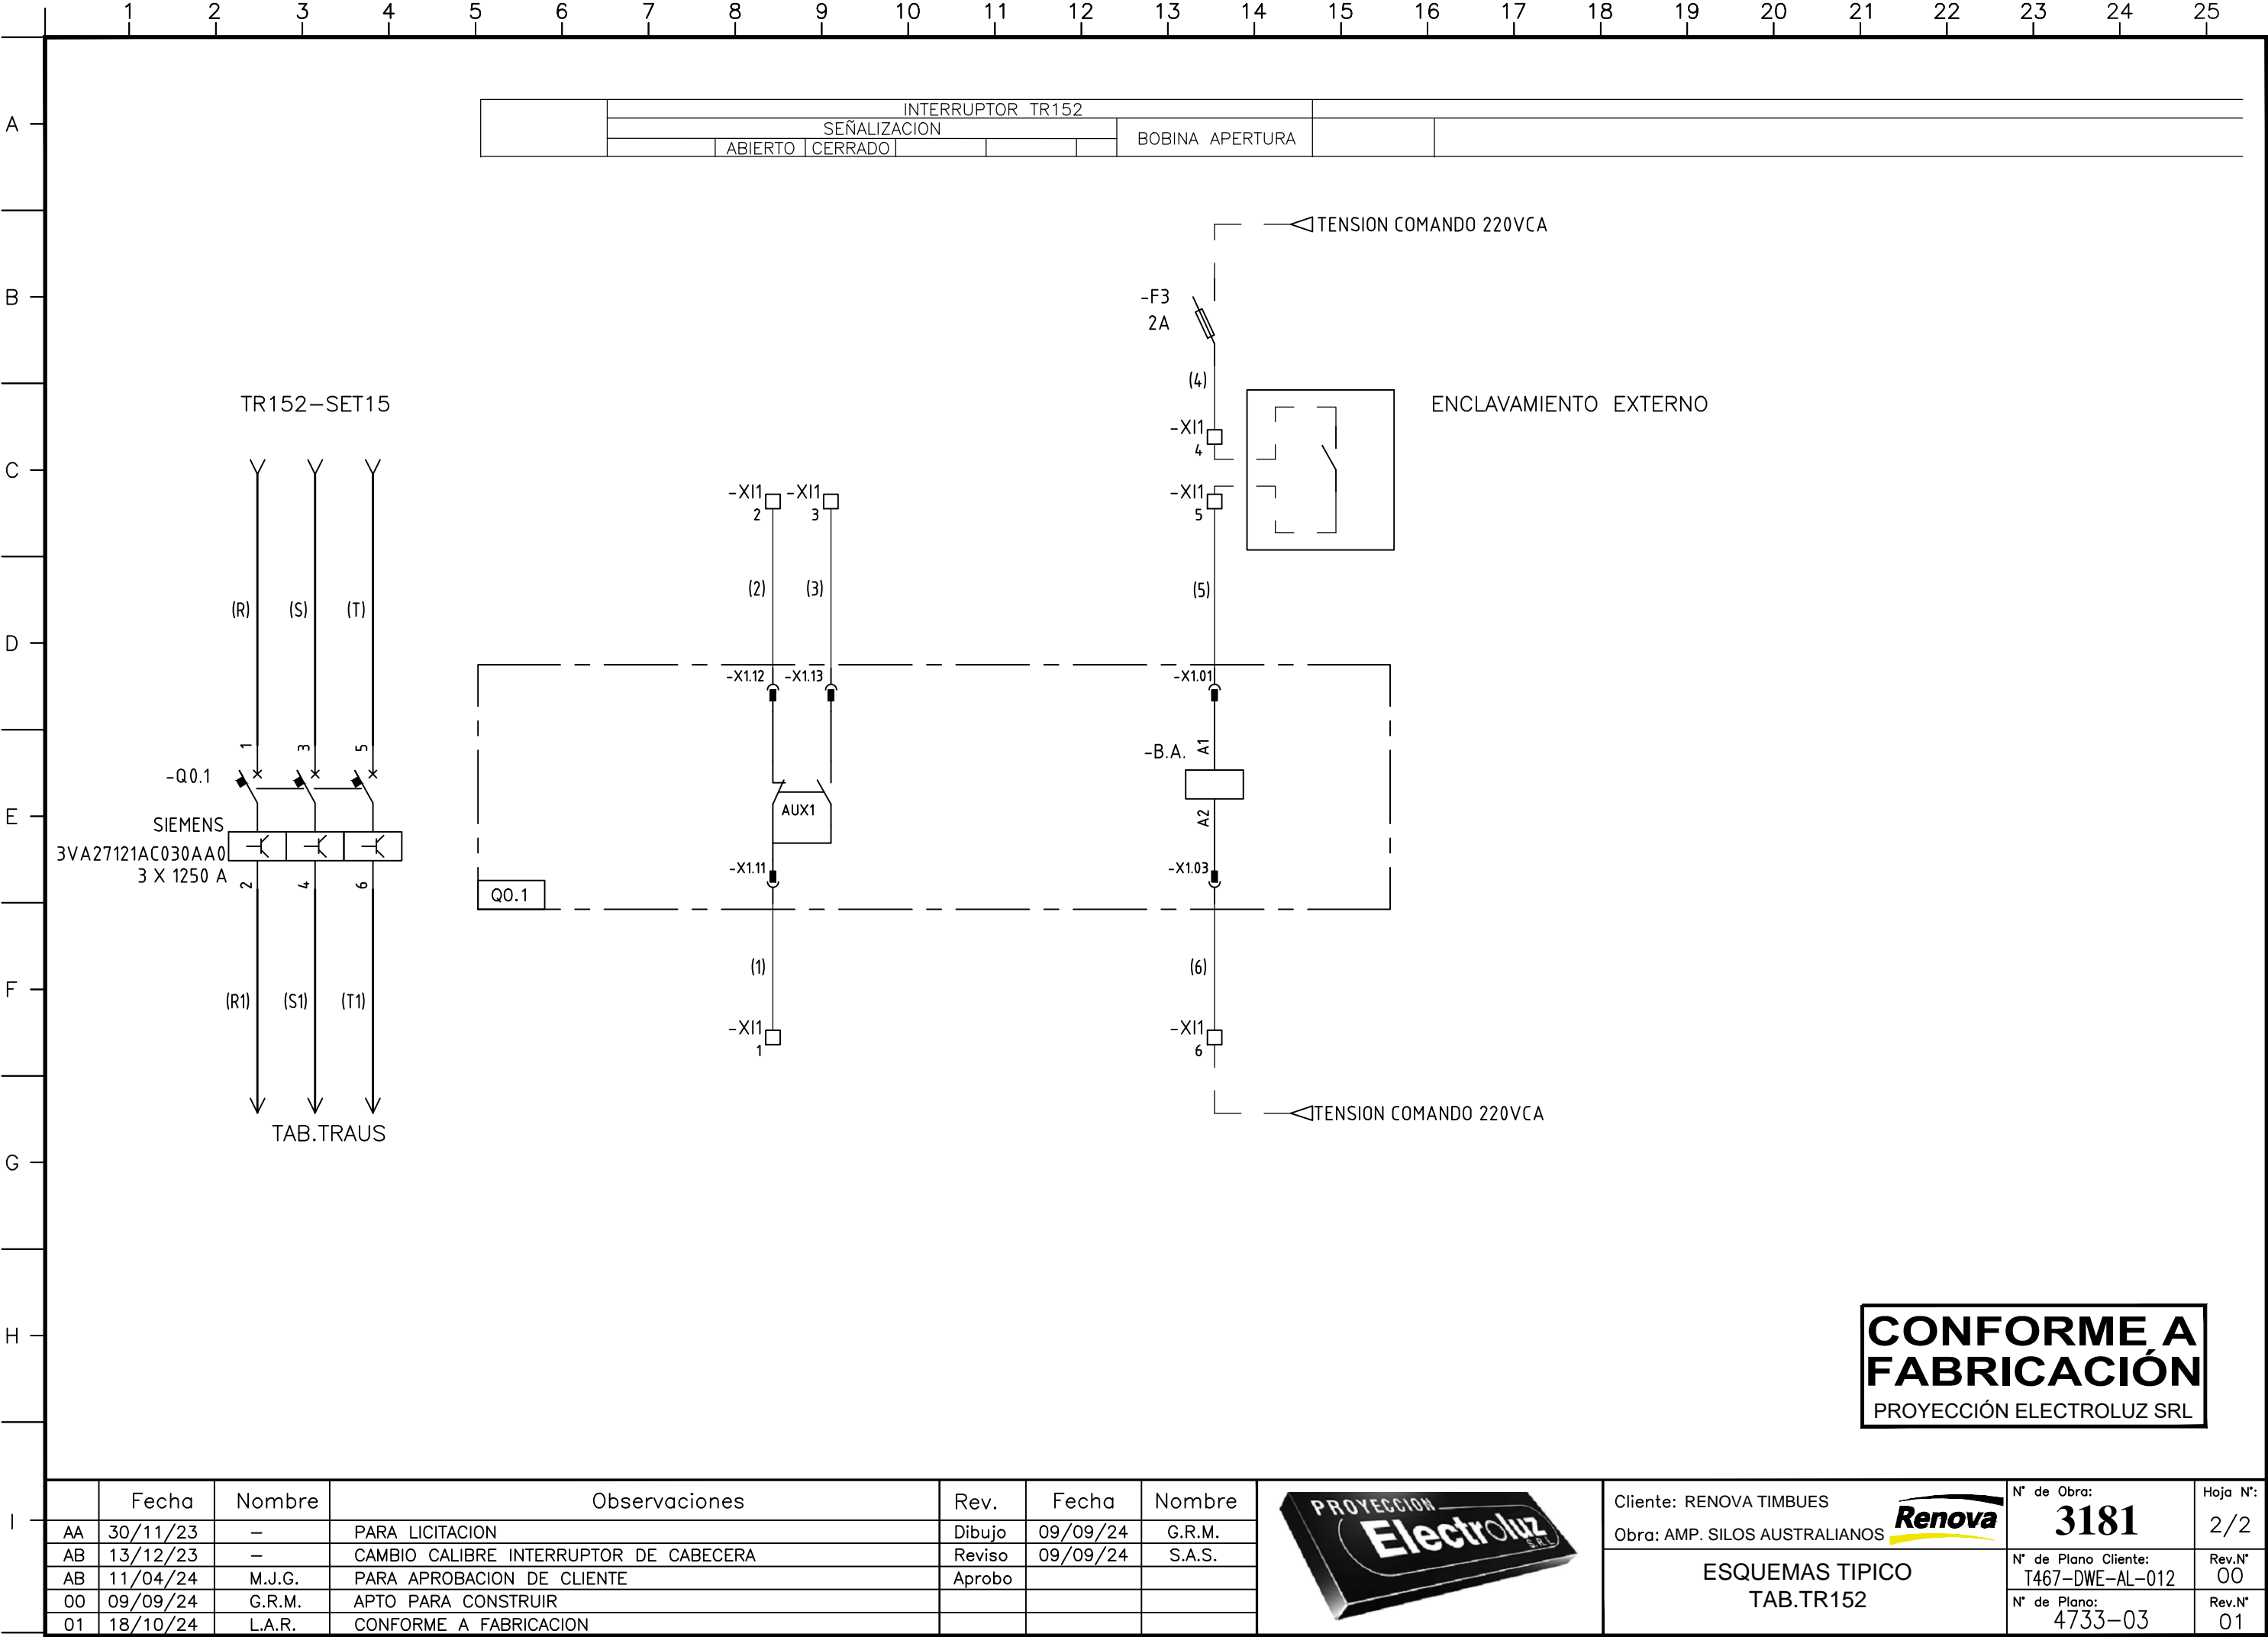 1 2 3 4 5 6 7 8 9 10 11 12 13 14 15 16 17 18 19 20 21 22 23 24 25
A
B
C
D
E
F
G
H
I
INTERRUPTOR TR152
SEÑALIZACION
ABIERTO CERRADO
BOBINA APERTURA
TENSION COMANDO 220VCA
-F3
2A
(4)
TR152-SET15
ENCLAVAMIENTO EXTERNO
-XI1
4
-XI1
2
-XI1
3
-XI1
5
(2) (3)
(5)
(R) (S) (T)
-X1.12 -X1.13
-X1.01
1 3 5
-Q0.1
-B.A.
A1
AUX1
A2
SIEMENS
3VA27121AC030AA0
3 X 1250 A
2 4 6
-X1.11
-X1.03
Q0.1
(1)
(6)
(R1) (S1) (T1)
-XI1
1
-XI1
6
TENSION COMANDO 220VCA
TAB.TRAUS
CONFORME A
FABRICACIÓN
PROYECCIÓN ELECTROLUZ SRL
Fecha Nombre Observaciones Rev. Fecha Nombre
AA 30/11/23 - PARA LICITACION Dibujo 09/09/24 G.R.M.
AB 13/12/23 - CAMBIO CALIBRE INTERRUPTOR DE CABECERA Reviso 09/09/24 S.A.S.
AB 11/04/24 M.J.G. PARA APROBACION DE CLIENTE Aprobo
00 09/09/24 G.R.M. APTO PARA CONSTRUIR
01 18/10/24 L.A.R. CONFORME A FABRICACION
PROYECCION
Electroluz
S.R.L
Cliente: RENOVA TIMBUES
Obra: AMP. SILOS AUSTRALIANOS
Renova
ESQUEMAS TIPICO
TAB.TR152
N° de Obra:
3181
Hoja N°:
2/2
N° de Plano Cliente:
T467-DWE-AL-012
Rev.N°
00
N° de Plano:
4733-03
Rev.N°
01